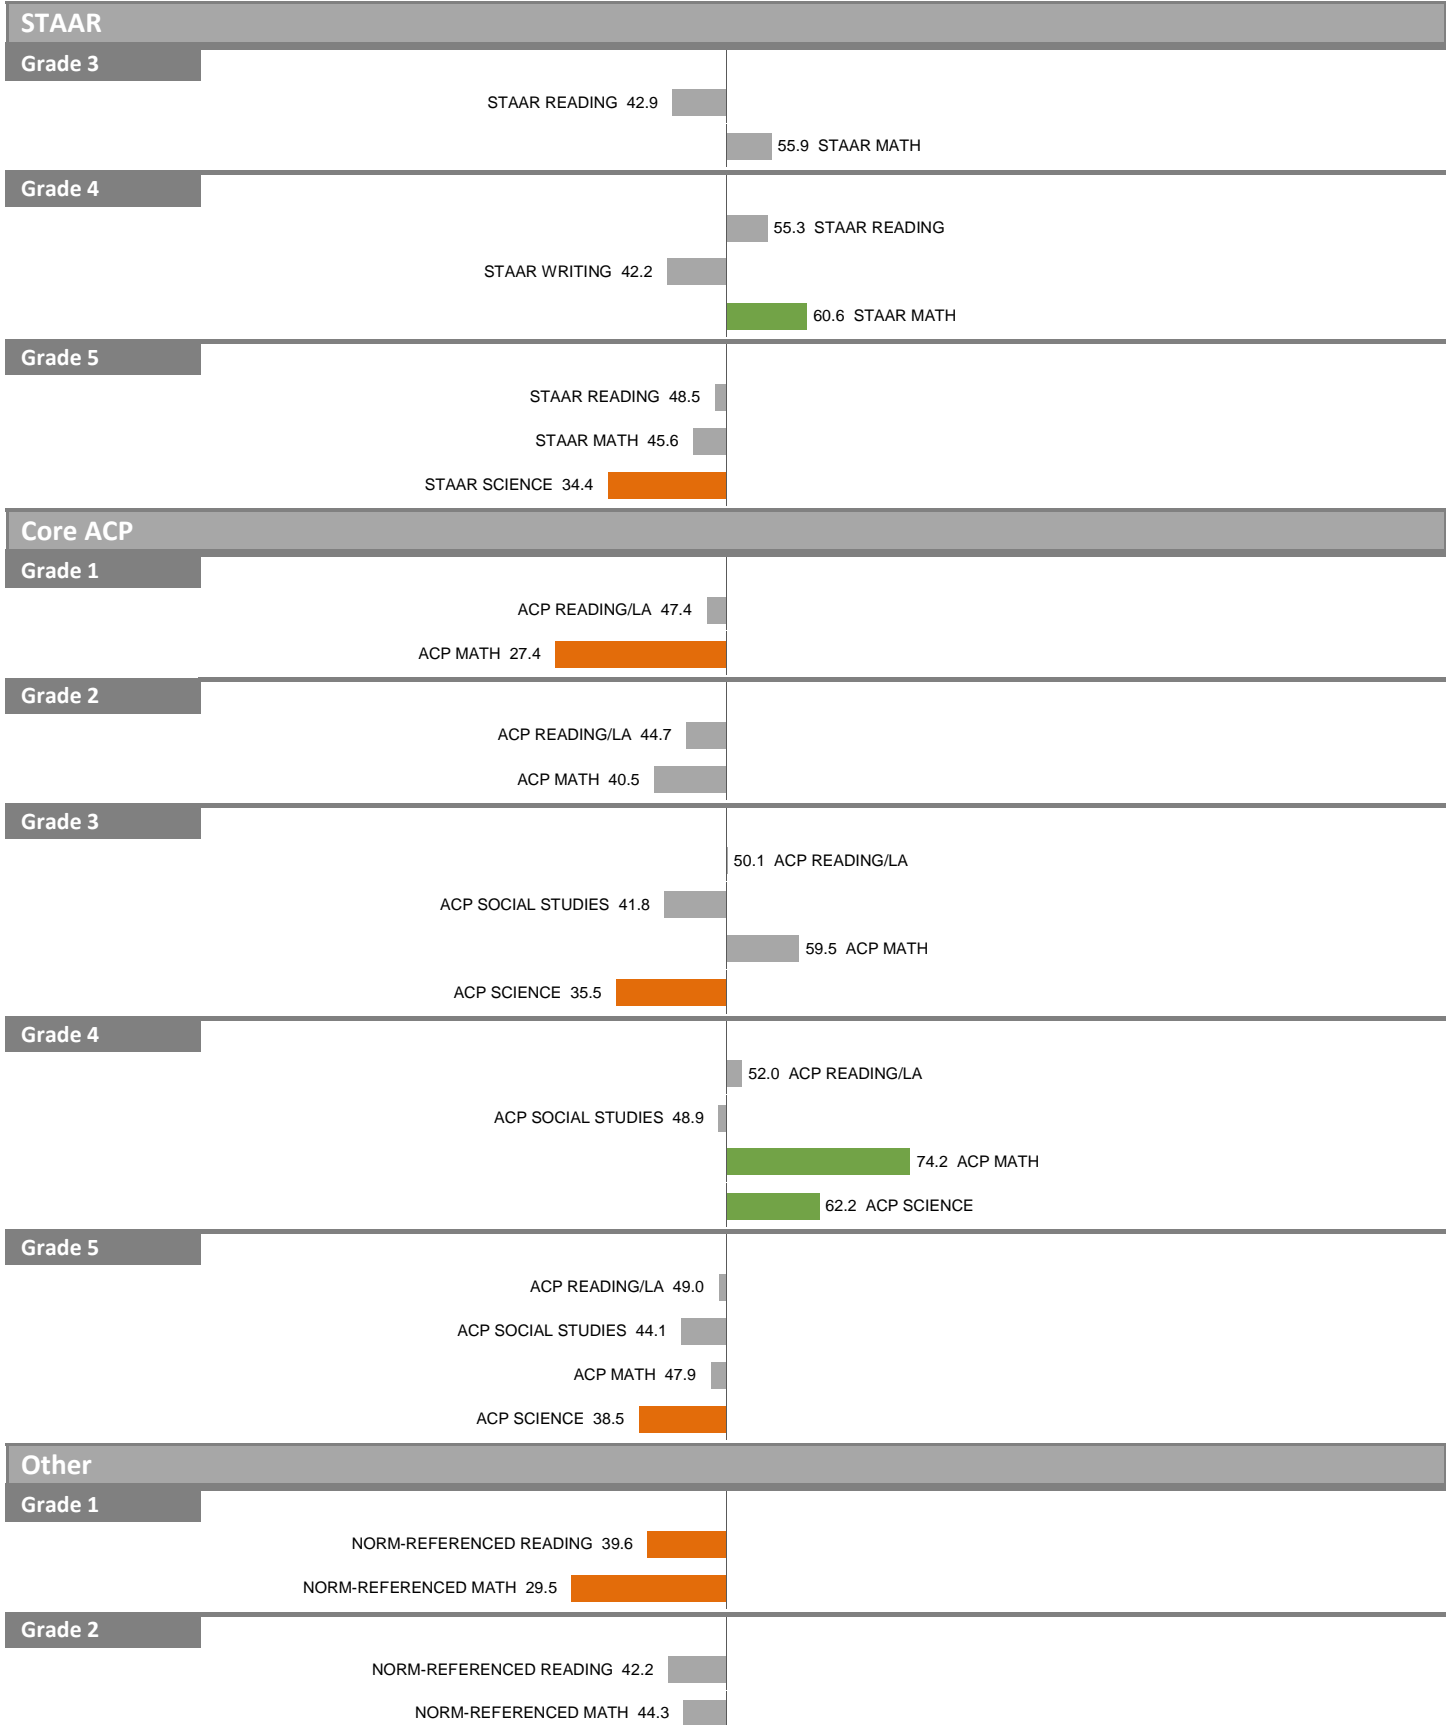 STAAR
Grade 3
STAAR READING 42.9
55.9 STAAR MATH
Grade 4
55.3 STAAR READING
STAAR WRITING 42.2
60.6 STAAR MATH
Grade 5
STAAR READING 48.5
STAAR MATH 45.6
STAAR SCIENCE 34.4
Core ACP
Grade 1
ACP READING/LA 47.4
ACP MATH 27.4
Grade 2
ACP READING/LA 44.7
ACP MATH 40.5
Grade 3
50.1 ACP READING/LA
ACP SOCIAL STUDIES 41.8
59.5 ACP MATH
ACP SCIENCE 35.5
Grade 4
52.0 ACP READING/LA
ACP SOCIAL STUDIES 48.9
74.2 ACP MATH
62.2 ACP SCIENCE
Grade 5
ACP READING/LA 49.0
ACP SOCIAL STUDIES 44.1
ACP MATH 47.9
ACP SCIENCE 38.5
Other
Grade 1
NORM-REFERENCED READING 39.6
NORM-REFERENCED MATH 29.5
Grade 2
NORM-REFERENCED READING 42.2
NORM-REFERENCED MATH 44.3